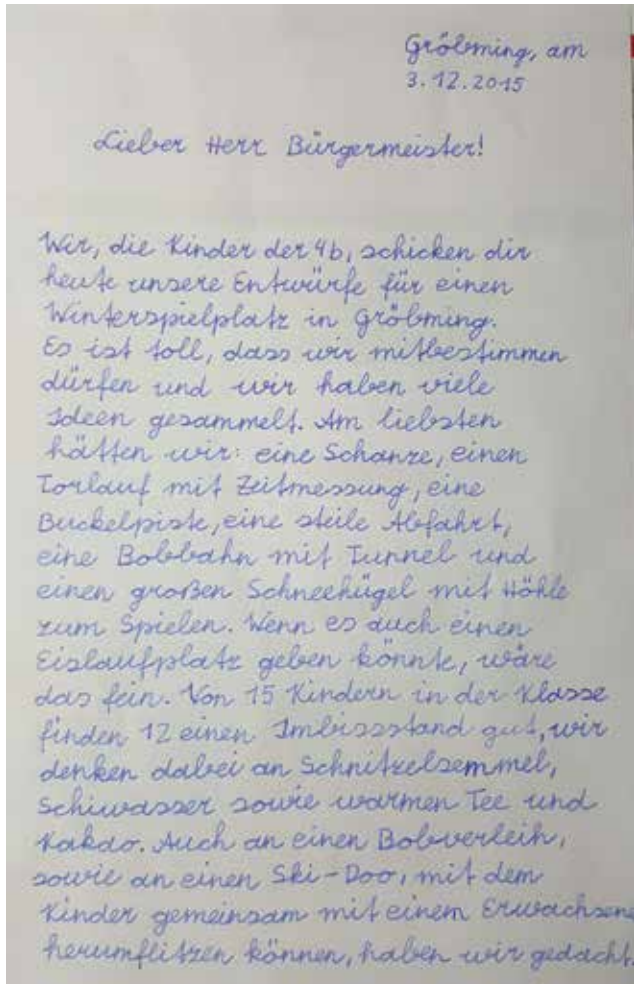 Gröbming, am
3.12.2015
Lieber Herr Bürgermeister!
Wir, die Kinder der 4b, schicken dir
heute unsere Entwürfe für einen
Winterspielplatz in Gröbming.
Es ist toll, dass wir mitbestimmen
dürfen und wir haben viele
Ideen gesammelt. Am liebsten
hätten wir: eine Schanze, einen
Torlauf mit Zeitmessung, eine
Buckelpiste, eine steile Abfahrt,
eine Bobbahn mit Tunnel und
einen großen Schneehügel mit Höhle
zum Spielen. Wenn es auch einen
Eislaufplatz geben könnte, wäre
das fein. Von 15 Kindern in der Klasse
finden 12 einen Imbissstand gut, wir
denken dabei an Schnitzelsemmel,
Schiwasser sowie warmen Tee und
Kakao. Auch an einen Bobverleih,
sowie an einen Ski-Doo, mit dem
Kinder gemeinsam mit einem Erwachsene
herumflitzen können, haben wir gedacht.